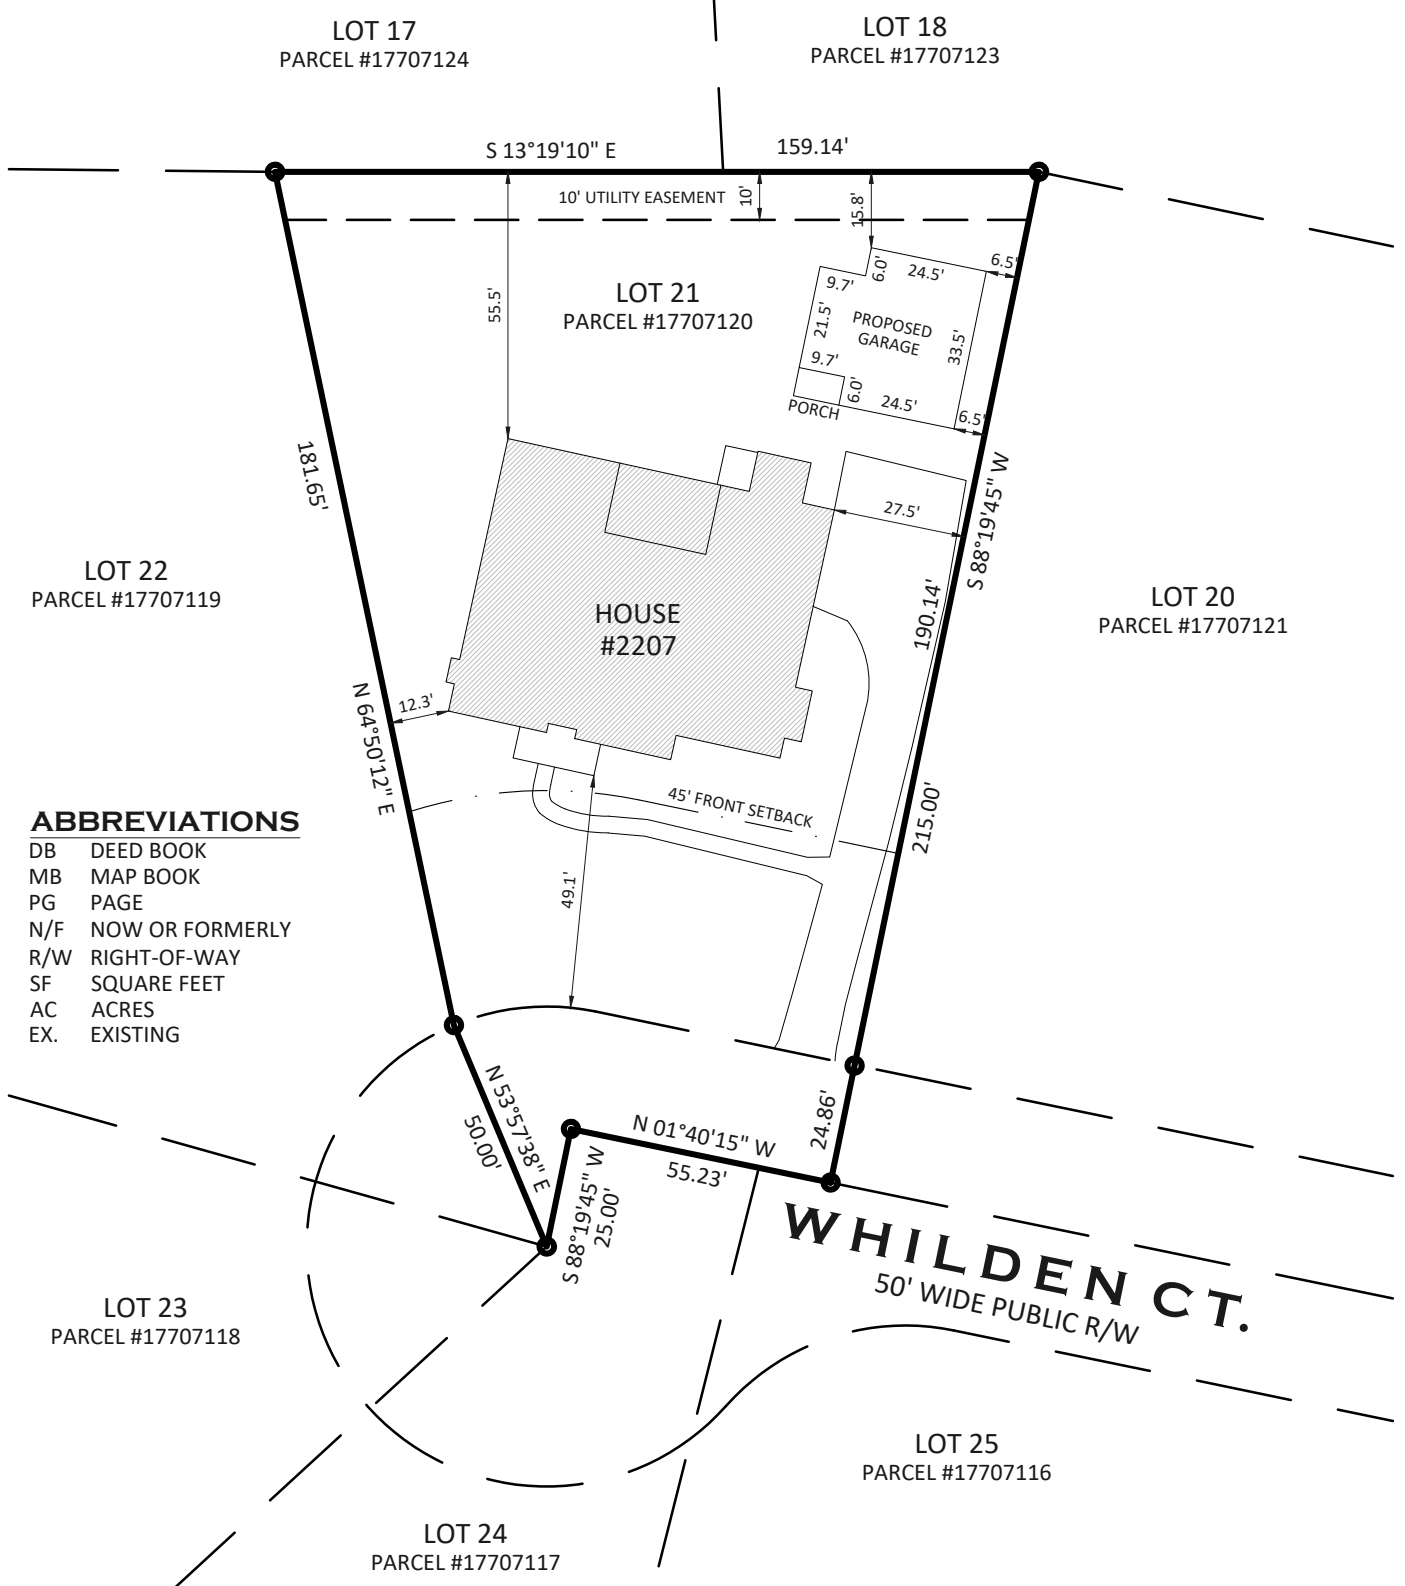 LOT 17
PARCEL #17707124
LOT 18
PARCEL #17707123
S 13°19'10" E
159.14'
10' UTILITY EASEMENT
10'
15.8'
55.5'
LOT 21
PARCEL #17707120
6.0'
24.5'
6.5'
9.7'
21.5'
PROPOSED
GARAGE
33.5'
9.7'
6.0'
24.5'
6.5'
PORCH
181.65'
27.5'
S 88°19'45" W
LOT 22
PARCEL #17707119
HOUSE
#2207
190.14'
LOT 20
PARCEL #17707121
N 64°50'12" E
12.3'
45' FRONT SETBACK
215.00'
49.1'
ABBREVIATIONS
DB DEED BOOK
MB MAP BOOK
PG PAGE
N/F NOW OR FORMERLY
R/W RIGHT-OF-WAY
SF SQUARE FEET
AC ACRES
EX. EXISTING
N 53°57'38" E
50.00'
N 01°40'15" W
55.23'
24.86'
S 88°19'45" W
25.00'
WHILDEN CT.
50' WIDE PUBLIC R/W
LOT 23
PARCEL #17707118
LOT 25
PARCEL #17707116
LOT 24
PARCEL #17707117